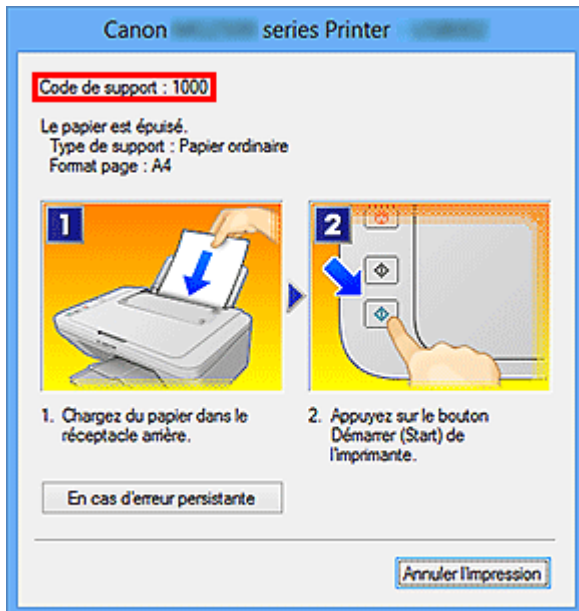 Canon series Printer
Code de support : 1000
Le papier est épuisé.
Type de support : Papier ordinaire
Format page : A4
1
2
1. Chargez du papier dans le
réceptacle arrière.
2. Appuyez sur le bouton
Démarrer (Start) de
l'imprimante.
En cas d'erreur persistante
Annuler l'impression